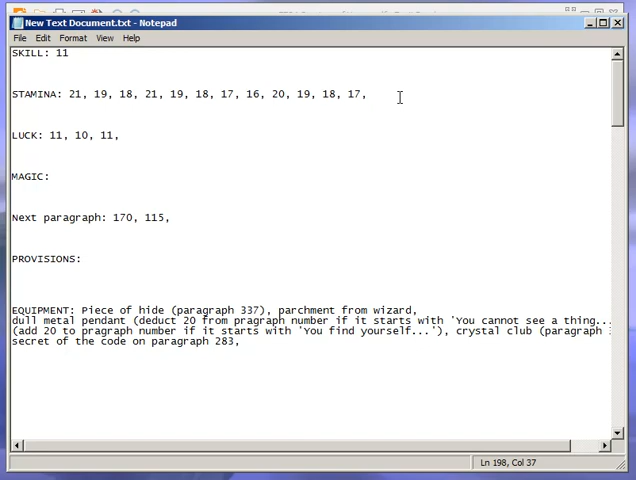 New Text Document.txt - Notepad
File Edit Format View Help
SKILL: 11
STAMINA: 21, 19, 18, 21, 19, 18, 17, 16, 20, 19, 18, 17,
LUCK: 11, 10, 11,
MAGIC:
Next paragraph: 170, 115,
PROVISIONS:
EQUIPMENT: Piece of hide (paragraph 337), parchment from wizard,
dull metal pendant (deduct 20 from pragraph number if it starts with 'You cannot see a thing...
(add 20 to pragraph number if it starts with 'You find yourself...'), crystal club (paragraph
secret of the code on paragraph 283,
Ln 198, Col 37